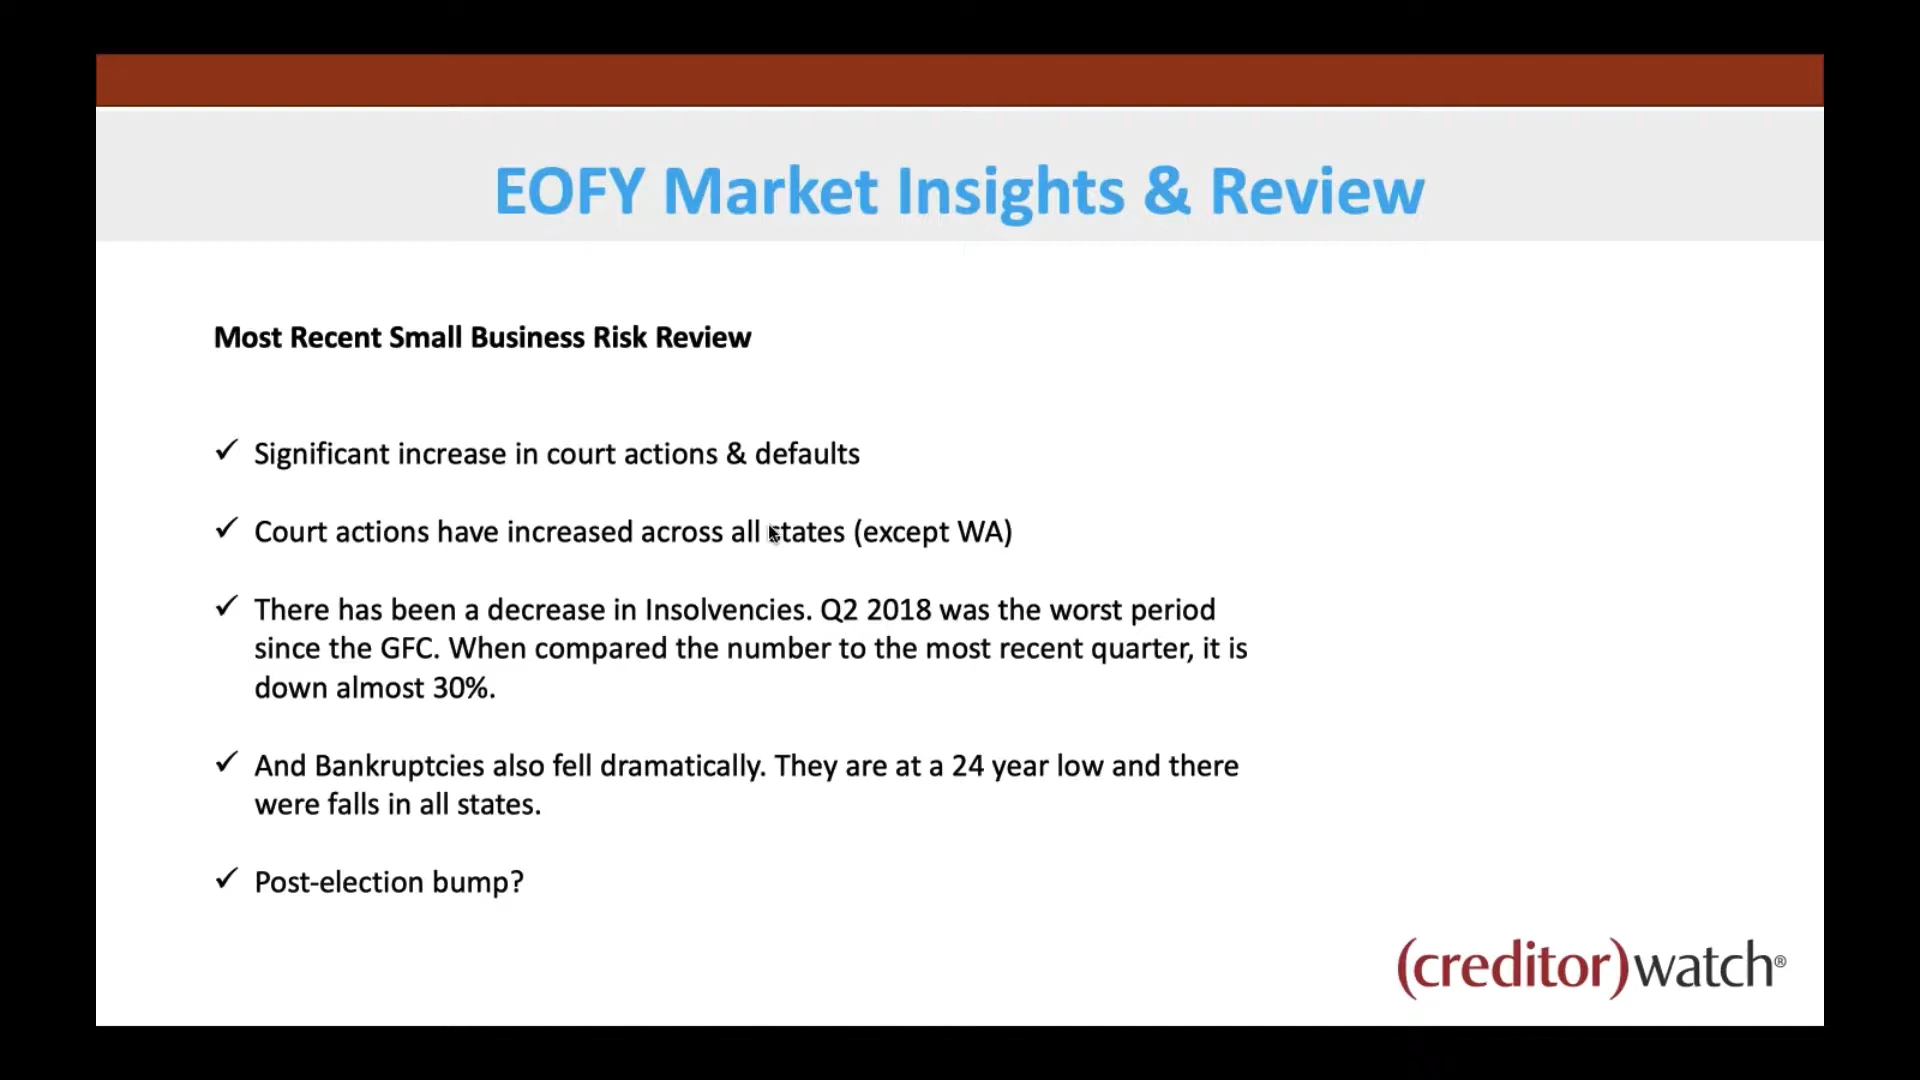 EOFY Market Insights & Review
Most Recent Small Business Risk Review
✓ Significant increase in court actions & defaults
✓ Court actions have increased across all states (except WA)
✓ There has been a decrease in Insolvencies. Q2 2018 was the worst period
since the GFC. When compared the number to the most recent quarter, it is
down almost 30%.
✓ And Bankruptcies also fell dramatically. They are at a 24 year low and there
were falls in all states.
✓ Post-election bump?
(creditor)watch®